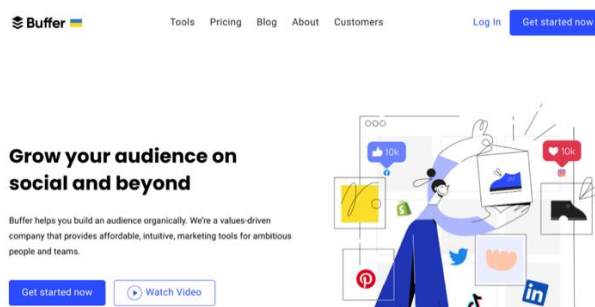 Buffer
Tools Pricing Blog About Customers
Log In
Get started now
Grow your audience on
social and beyond
Buffer helps you build an audience organically. We're a values-driven
company that provides affordable, intuitive, marketing tools for ambitious
people and teams.
Get started now
Watch Video
10k
10k
in